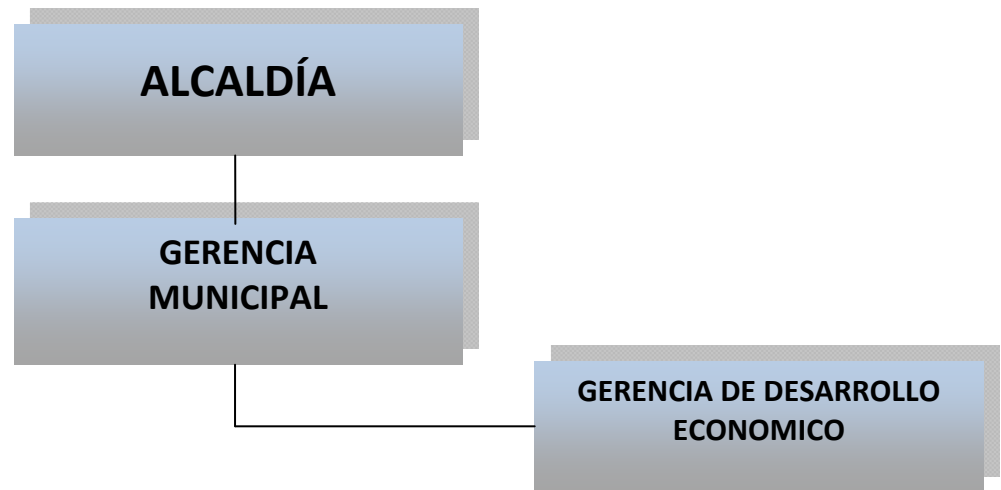 ALCALDÍA
GERENCIA
MUNICIPAL
GERENCIA DE DESARROLLO
ECONOMICO